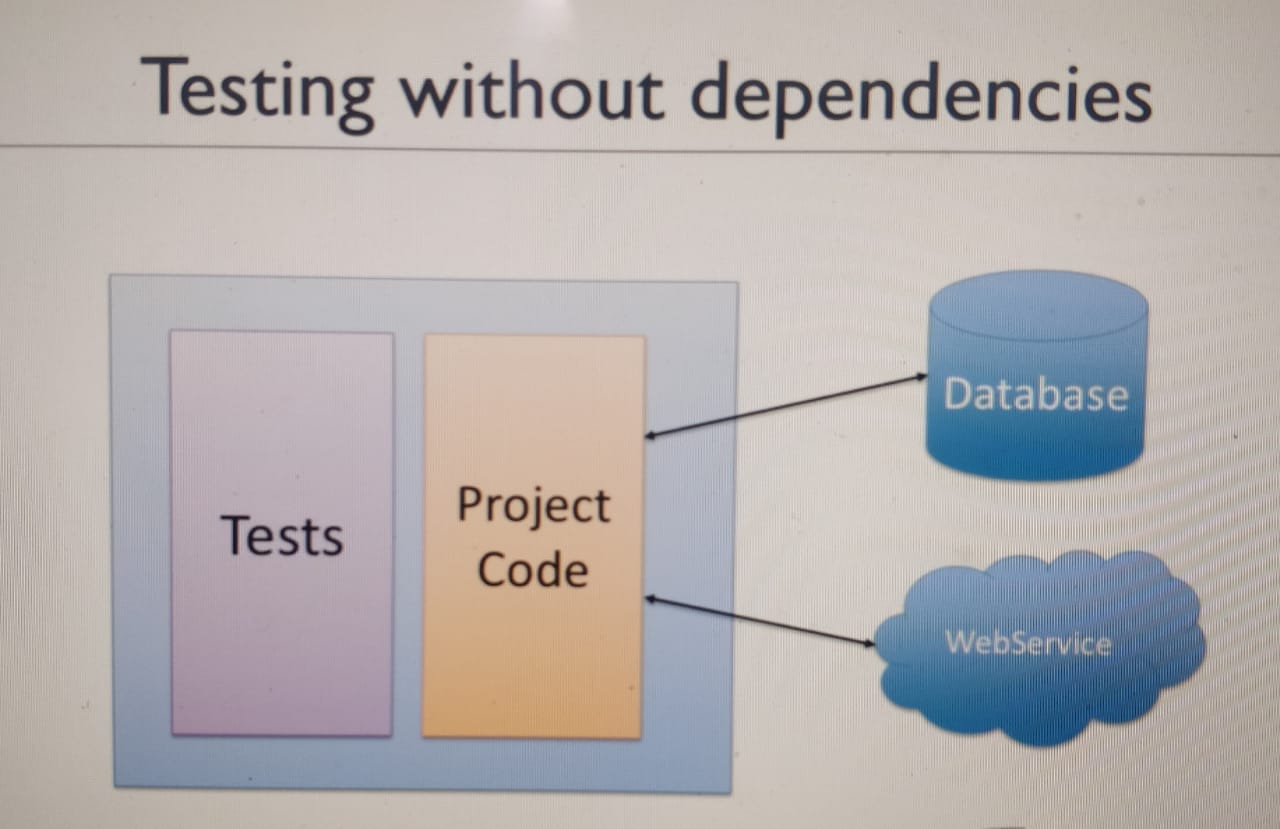 Testing without dependencies
Tests
Project
Code
Database
WebService